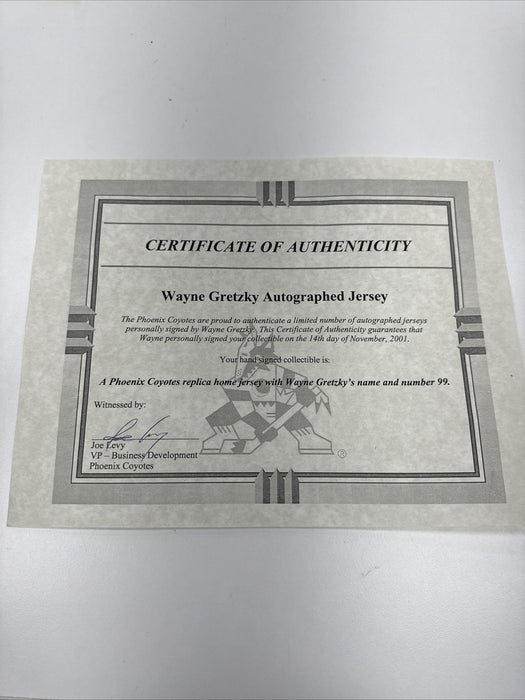 CERTIFICATE OF AUTHENTICITY
Wayne Gretzky Autographed Jersey
The Phoenix Coyotes are proud to authenticate a limited number of autographed jerseys
personally signed by Wayne Gretzky. This Certificate of Authenticity guarantees that
Wayne personally signed your collectible on the 14th day of November, 2001.
Your hand signed collectible is:
A Phoenix Coyotes replica home jersey with Wayne Gretzky's name and number 99.
Witnessed by:
Joe Levy
Joe Levy
VP – Business Development
Phoenix Coyotes
®